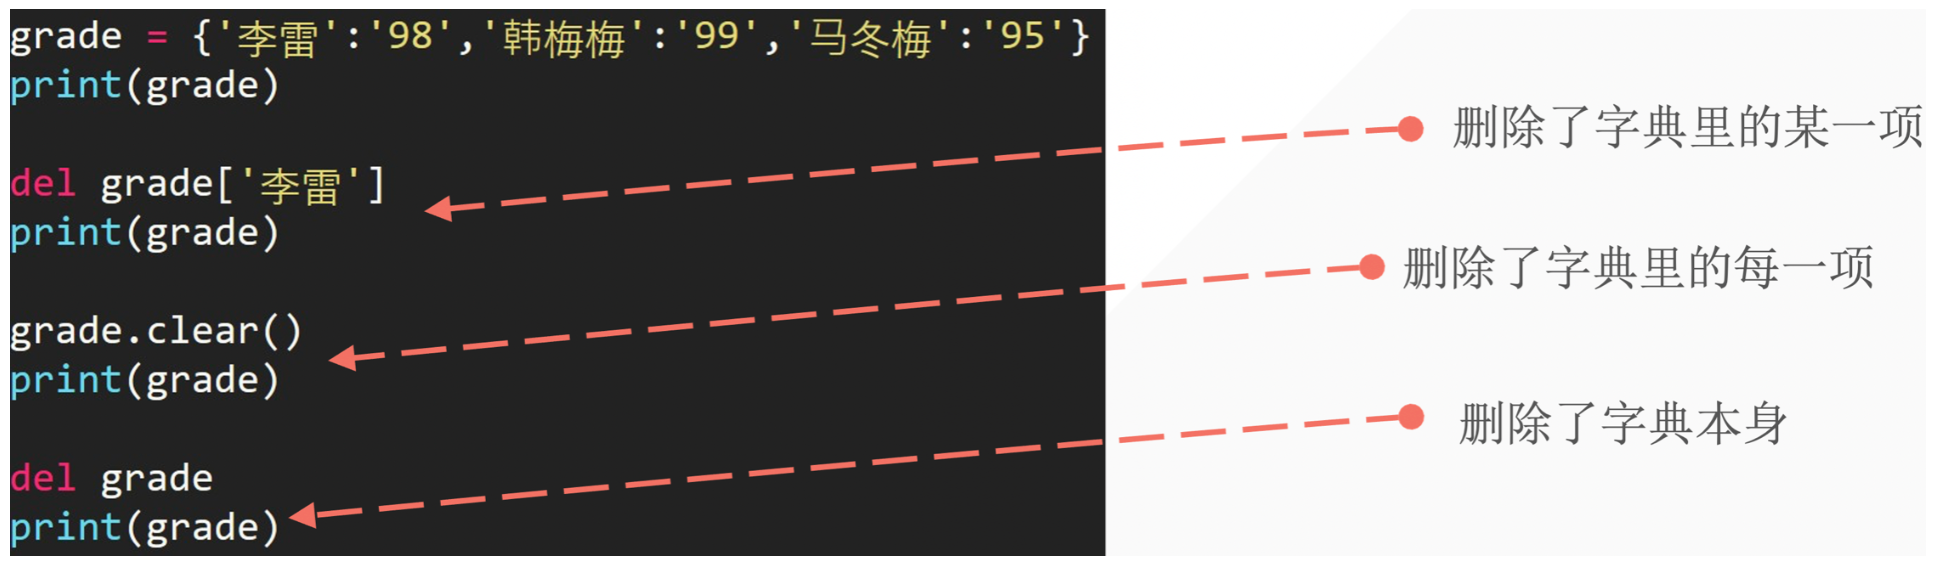 grade = {'李雷':'98','韩梅梅':'99','马冬梅':'95'}
print(grade)
del grade['李雷']
print(grade)
grade.clear()
print(grade)
del grade
print(grade)
删除了字典里的某一项
删除了字典里的每一项
删除了字典本身